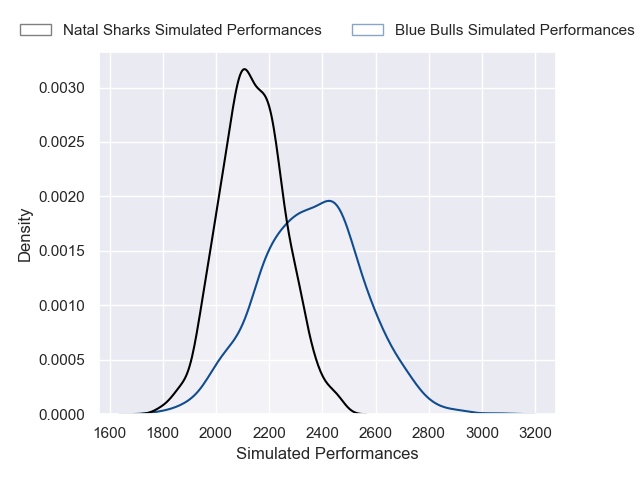 Natal Sharks Simulated Performances Blue Bulls Simulated Performances
0.0030
0.0025
0.0020
0.0015
0.0010
0.0005
0.0000
Density
1600 1800 2000 2200 2400 2600 2800 3000 3200
Simulated Performances